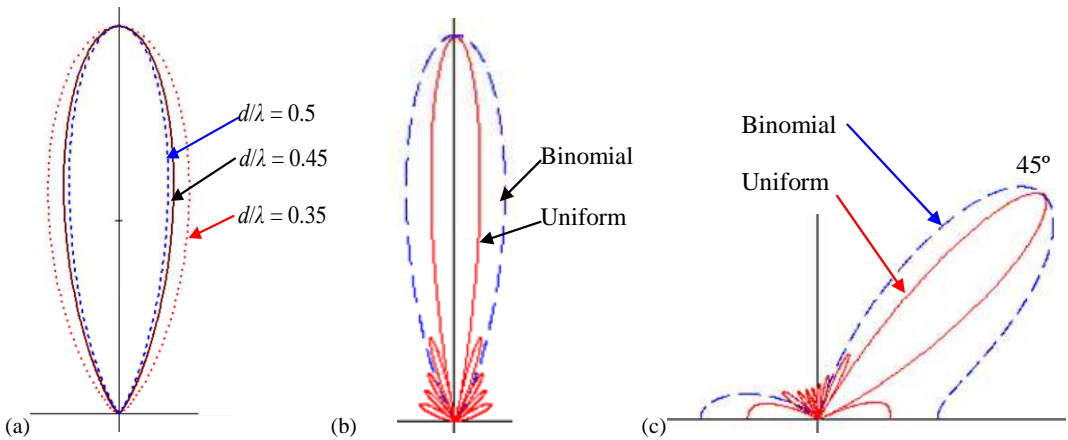 d/λ = 0.5
d/λ = 0.45
d/λ = 0.35
(a)
Binomial
Uniform
(b)
Binomial
Uniform
45º
(c)